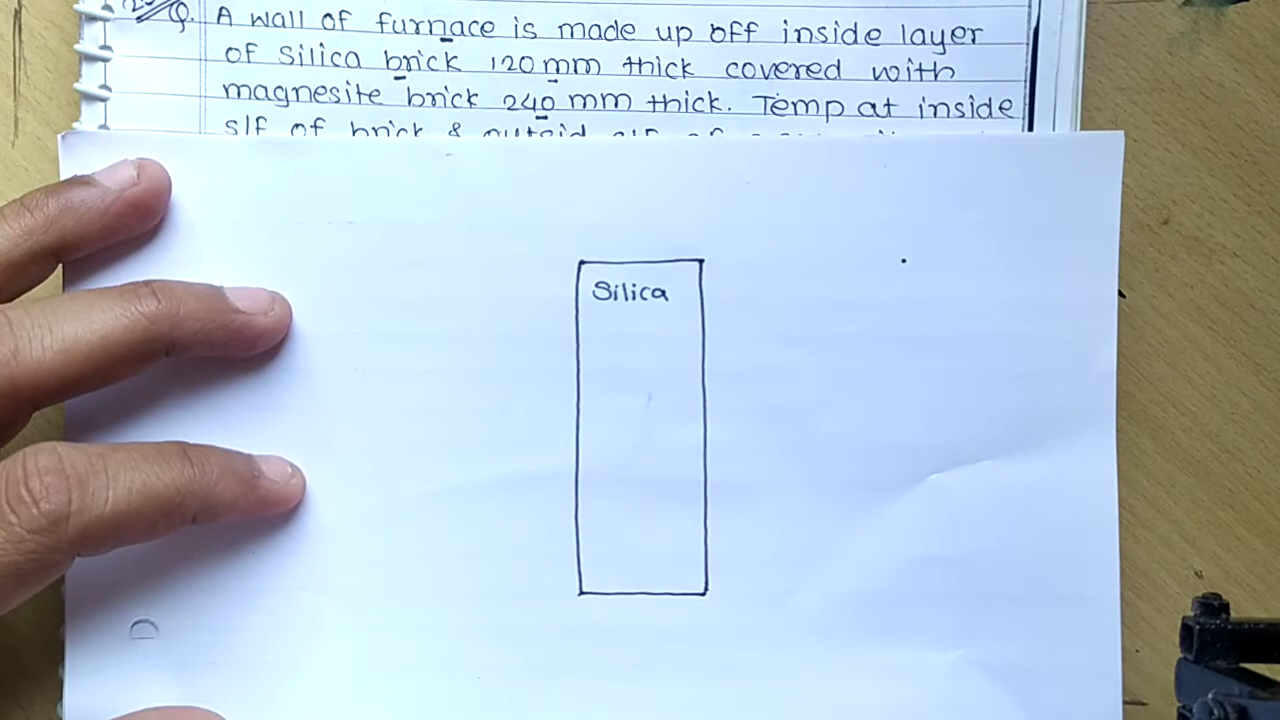 Q. A wall of furnace is made up off inside layer
of silica brick 120 mm thick covered with
magnesite brick 240 mm thick. Temp at inside
Silica